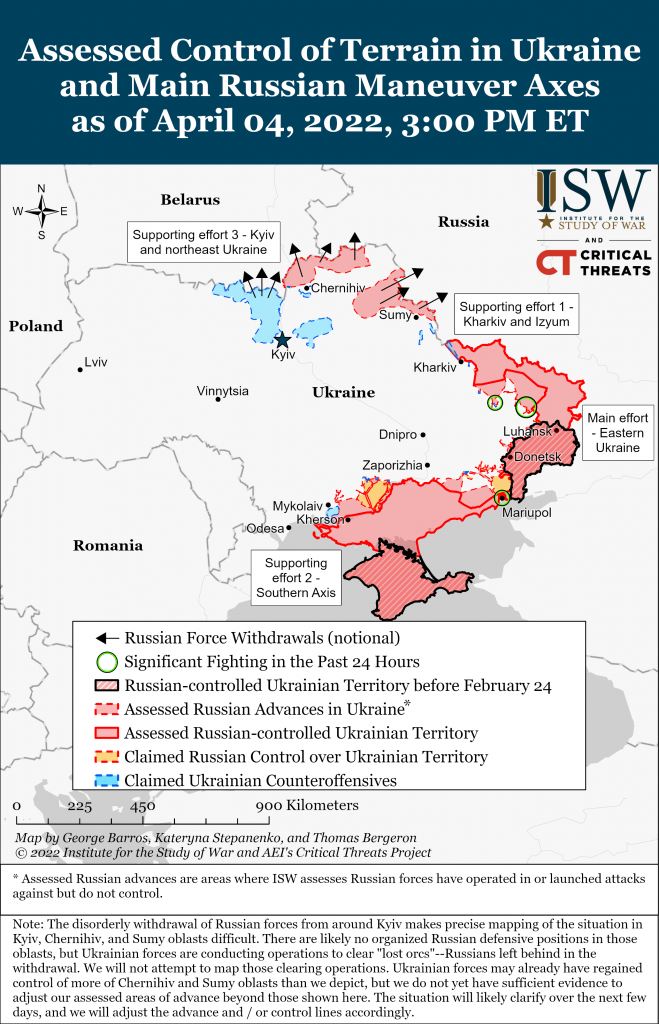 Assessed Control of Terrain in Ukraine
and Main Russian Maneuver Axes
as of April 04, 2022, 3:00 PM ET
N
W E
S
Belarus
Russia
ISW
INSTITUTE FOR THE
STUDY OF WAR
AND
CT CRITICAL
THREATS
Supporting effort 3 - Kyiv
and northeast Ukraine
Chernihiv
Supporting effort 1 -
Kharkiv and Izyum
Sumy
Poland
Kyiv
Lviv
Kharkiv
Vinnytsia
Ukraine
Main effort
- Eastern
Ukraine
Luhansk
Dnipro
Donetsk
Zaporizhia
Mykolaiv
Mariupol
Kherson
Odesa
Romania
Supporting
effort 2 -
Southern Axis
Russian Force Withdrawals (notional)
Significant Fighting in the Past 24 Hours
Russian-controlled Ukrainian Territory before February 24
Assessed Russian Advances in Ukraine*
Assessed Russian-controlled Ukrainian Territory
Claimed Russian Control over Ukrainian Territory
Claimed Ukrainian Counteroffensives
0 225 450 900 Kilometers
Map by George Barros, Kateryna Stepanenko, and Thomas Bergeron
© 2022 Institute for the Study of War and AEI's Critical Threats Project
* Assessed Russian advances are areas where ISW assesses Russian forces have operated in or launched attacks
against but do not control.
Note: The disorderly withdrawal of Russian forces from around Kyiv makes precise mapping of the situation in
Kyiv, Chernihiv, and Sumy oblasts difficult. There are likely no organized Russian defensive positions in those
oblasts, but Ukrainian forces are conducting operations to clear "lost orcs"--Russians left behind in the
withdrawal. We will not attempt to map those clearing operations. Ukrainian forces may already have regained
control of more of Chernihiv and Sumy oblasts than we depict, but we do not yet have sufficient evidence to
adjust our assessed areas of advance beyond those shown here. The situation will likely clarify over the next few
days, and we will adjust the advance and / or control lines accordingly.